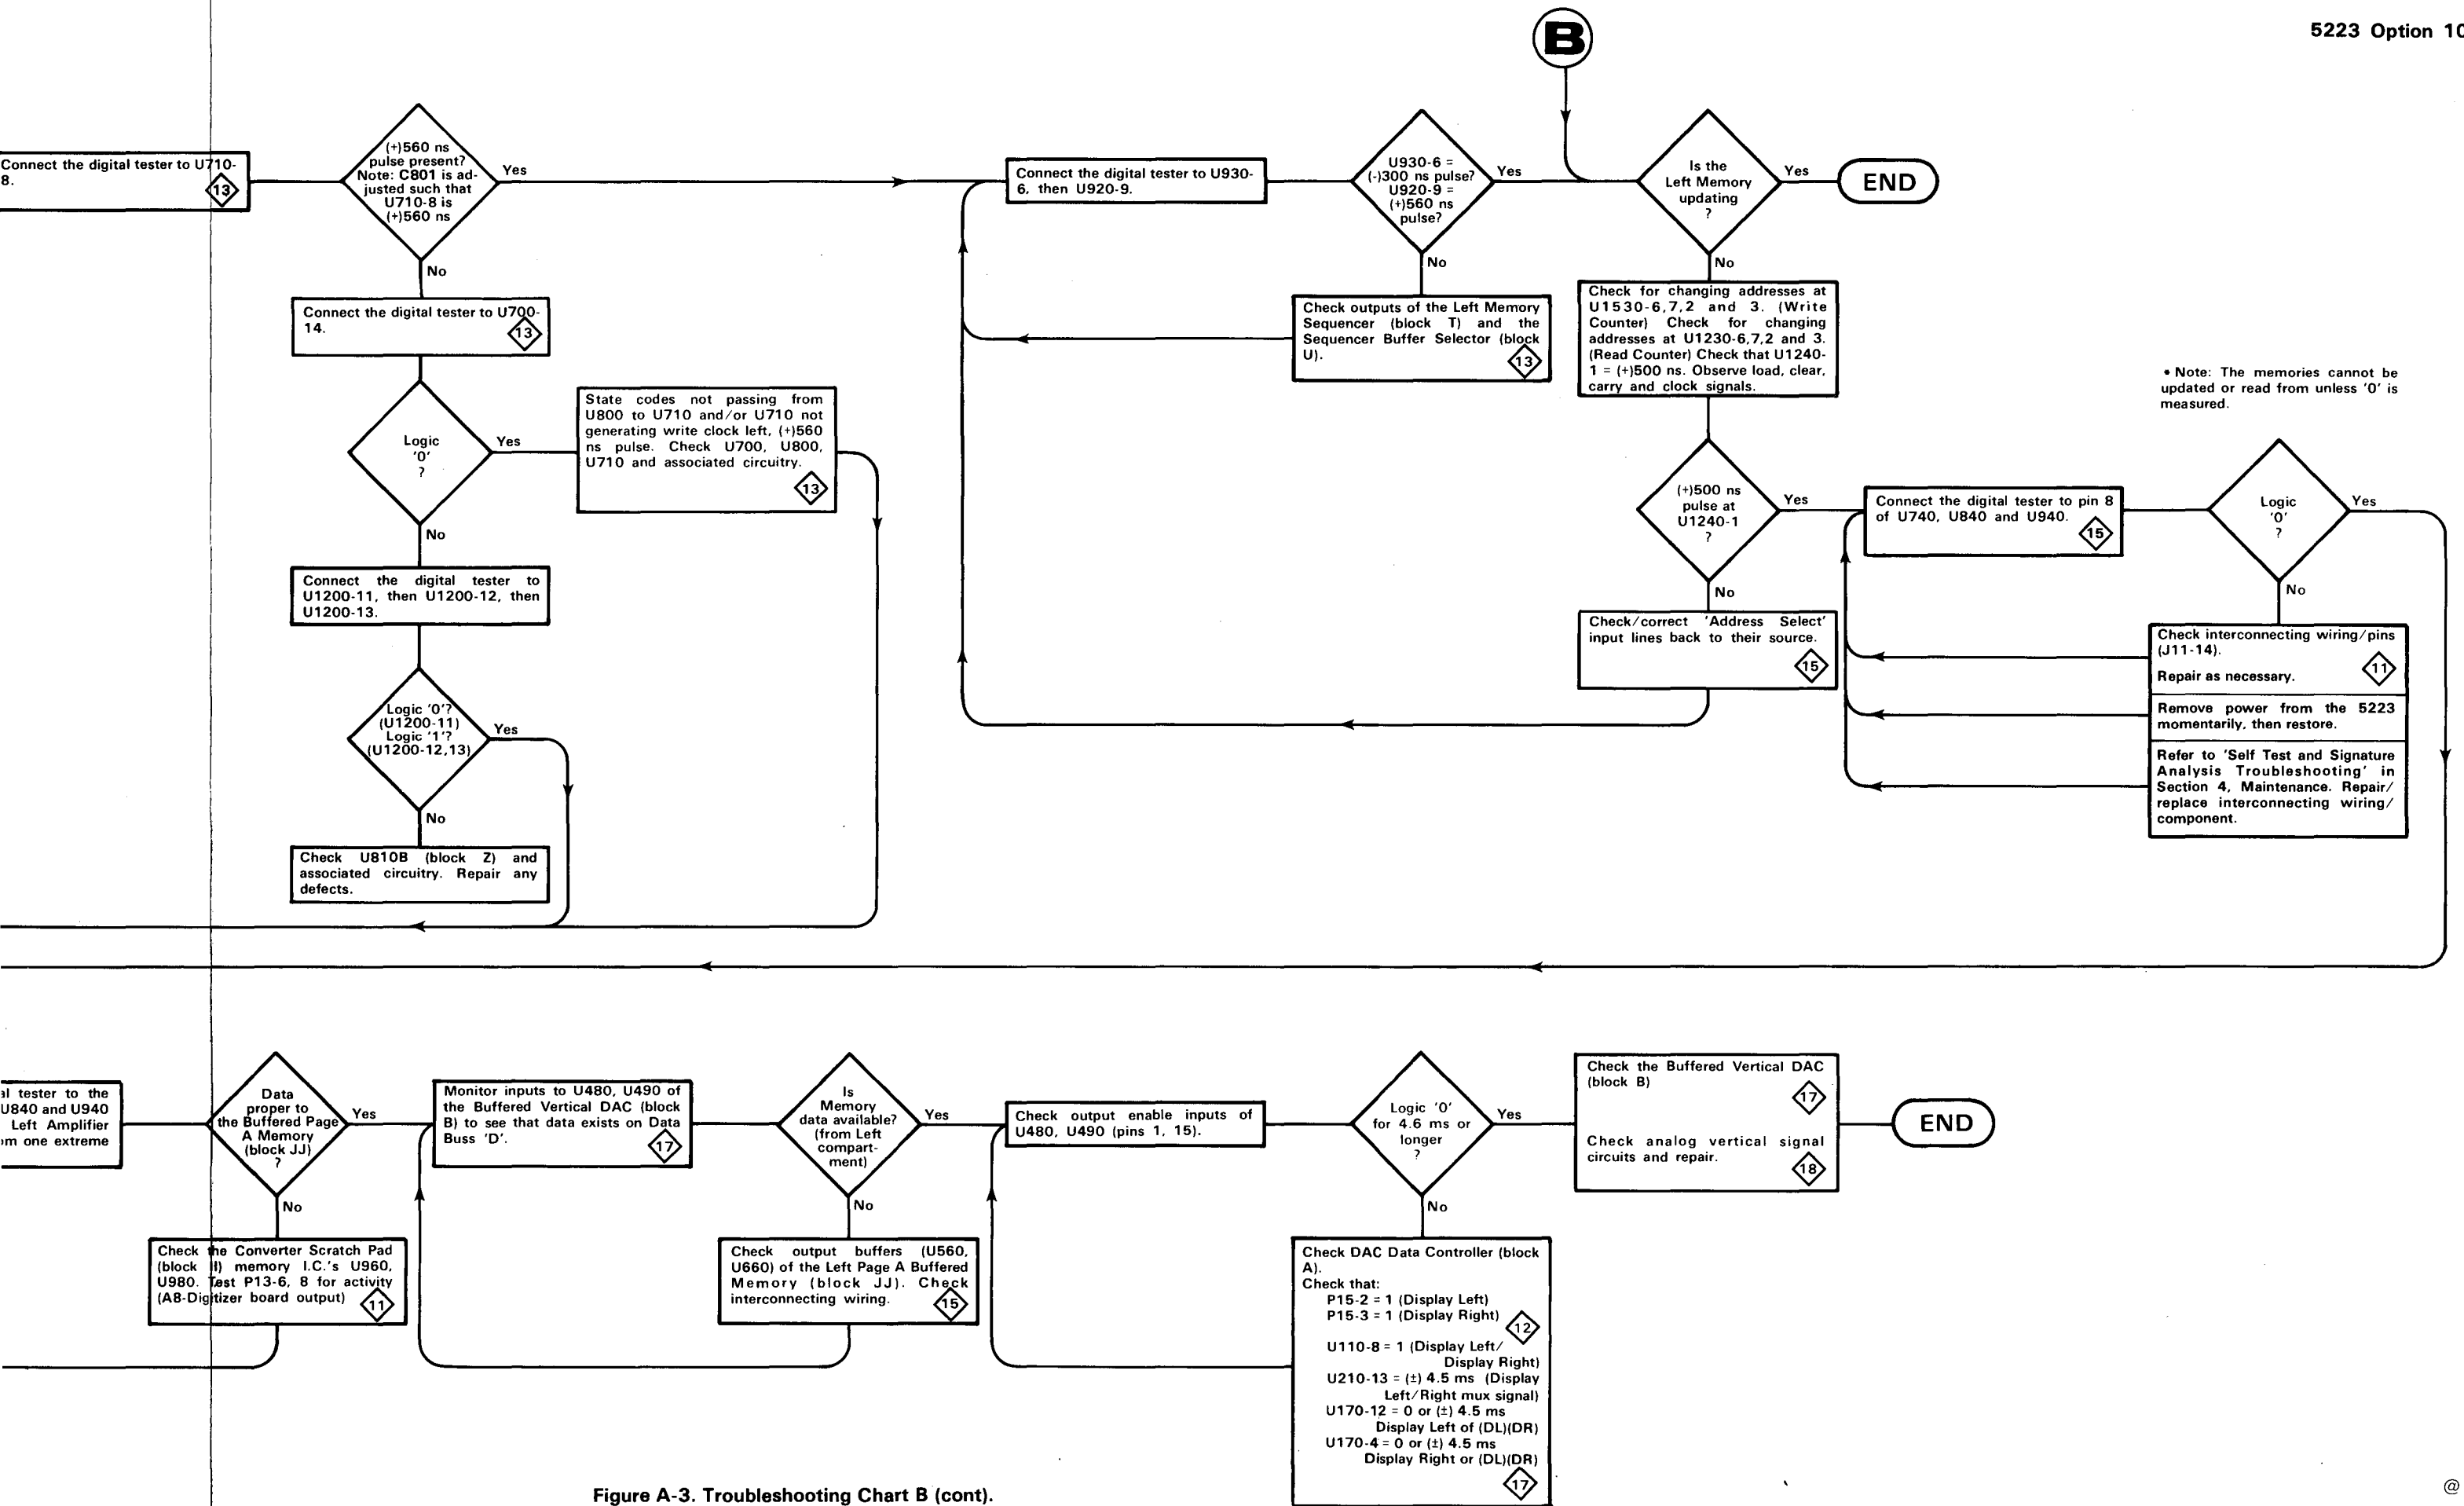 B
5223 Option 10
Connect the digital tester to U710-
8.
13
(+)560 ns
pulse present?
Note: C801 is ad-
justed such that
U710-8 is
(+)560 ns
Yes
No
Connect the digital tester to U700-
14.
13
Logic
'0'
?
Yes
No
State codes not passing from
U800 to U710 and/or U710 not
generating write clock left, (+)560
ns pulse. Check U700, U800,
U710 and associated circuitry.
13
Connect the digital tester to
U1200-11, then U1200-12, then
U1200-13.
Logic '0'?
(U1200-11)
Logic '1'?
(U1200-12,13)
Yes
No
Check U810B (block Z) and
associated circuitry. Repair any
defects.
Connect the digital tester to U930-
6, then U920-9.
U930-6 =
(-)300 ns pulse?
U920-9 =
(+)560 ns
pulse?
Yes
No
Check outputs of the Left Memory
Sequencer (block T) and the
Sequencer Buffer Selector (block
U).
13
Is the
Left Memory
updating
?
Yes
END
No
Check for changing addresses at
U1530-6,7,2 and 3. (Write
Counter) Check for changing
addresses at U1230-6,7,2 and 3.
(Read Counter) Check that U1240-
1 = (+)500 ns. Observe load, clear,
carry and clock signals.
(+)500 ns
pulse at
U1240-1
?
Yes
No
Check/correct 'Address Select'
input lines back to their source.
15
Connect the digital tester to pin 8
of U740, U840 and U940.
15
• Note: The memories cannot be
updated or read from unless '0' is
measured.
Logic
'0'
?
Yes
No
Check interconnecting wiring/pins
(J11-14).
11
Repair as necessary.
Remove power from the 5223
momentarily, then restore.
Refer to 'Self Test and Signature
Analysis Troubleshooting' in
Section 4, Maintenance. Repair/
replace interconnecting wiring/
component.
al tester to the
U840 and U940
Left Amplifier
om one extreme
Data
proper to
the Buffered Page
A Memory
(block JJ)
?
Yes
No
Check the Converter Scratch Pad
(block II) memory I.C.'s U960,
U980. Test P13-6, 8 for activity
(A8-Digitizer board output)
11
Monitor inputs to U480, U490 of
the Buffered Vertical DAC (block
B) to see that data exists on Data
Buss 'D'.
17
Is
Memory
data available?
(from Left
compart-
ment)
Yes
No
Check output buffers (U560,
U660) of the Left Page A Buffered
Memory (block JJ). Check
interconnecting wiring.
15
Check output enable inputs of
U480, U490 (pins 1, 15).
Logic '0'
for 4.6 ms or
longer
?
Yes
No
Check DAC Data Controller (block
A).
Check that:
P15-2 = 1 (Display Left)
P15-3 = 1 (Display Right)
12
U110-8 = 1 (Display Left/
Display Right)
U210-13 = (±) 4.5 ms (Display
Left/Right mux signal)
U170-12 = 0 or (±) 4.5 ms
Display Left of (DL)(DR)
U170-4 = 0 or (±) 4.5 ms
Display Right or (DL)(DR)
17
Check the Buffered Vertical DAC
(block B)
17
Check analog vertical signal
circuits and repair.
18
END
Figure A-3. Troubleshooting Chart B (cont).
@